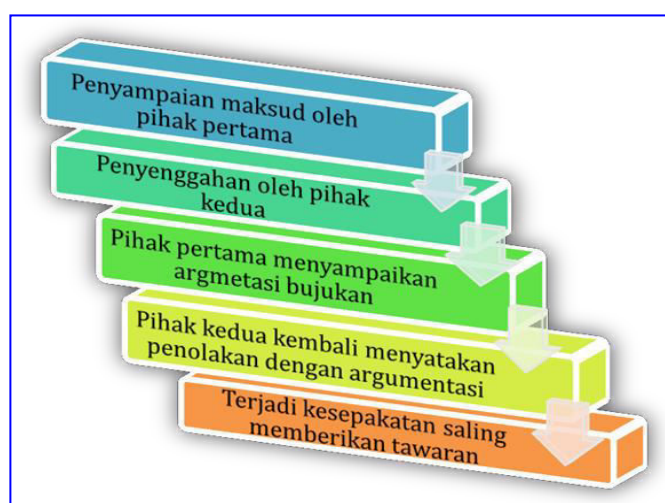 Penyampaian maksud oleh
pihak pertama
Penyenggahan oleh pihak
kedua
Pihak pertama menyampaikan
argmetasi bujukan
Pihak kedua kembali menyatakan
penolakan dengan argumentasi
Terjadi kesepakatan saling
memberikan tawaran